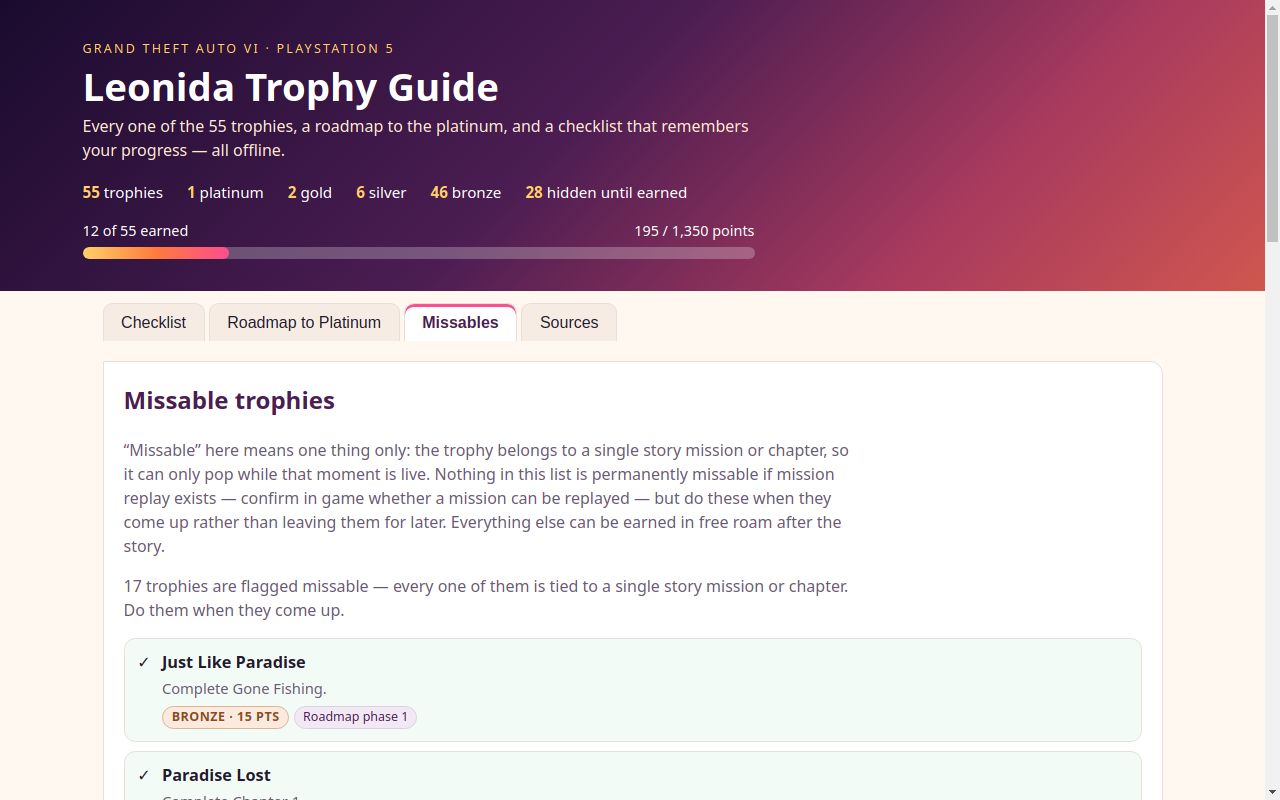 GRAND THEFT AUTO VI · PLAYSTATION 5
Leonida Trophy Guide
Every one of the 55 trophies, a roadmap to the platinum, and a checklist that remembers
your progress — all offline.
55 trophies 1 platinum 2 gold 6 silver 46 bronze 28 hidden until earned
12 of 55 earned 195 / 1,350 points
Checklist Roadmap to Platinum Missables Sources
Missable trophies
“Missable” here means one thing only: the trophy belongs to a single story mission or chapter, so
it can only pop while that moment is live. Nothing in this list is permanently missable if mission
replay exists — confirm in game whether a mission can be replayed — but do these when they
come up rather than leaving them for later. Everything else can be earned in free roam after the
story.
17 trophies are flagged missable — every one of them is tied to a single story mission or chapter.
Do them when they come up.
✓ Just Like Paradise
Complete Gone Fishing.
BRONZE · 15 PTS Roadmap phase 1
✓ Paradise Lost
Complete Chapter 1.